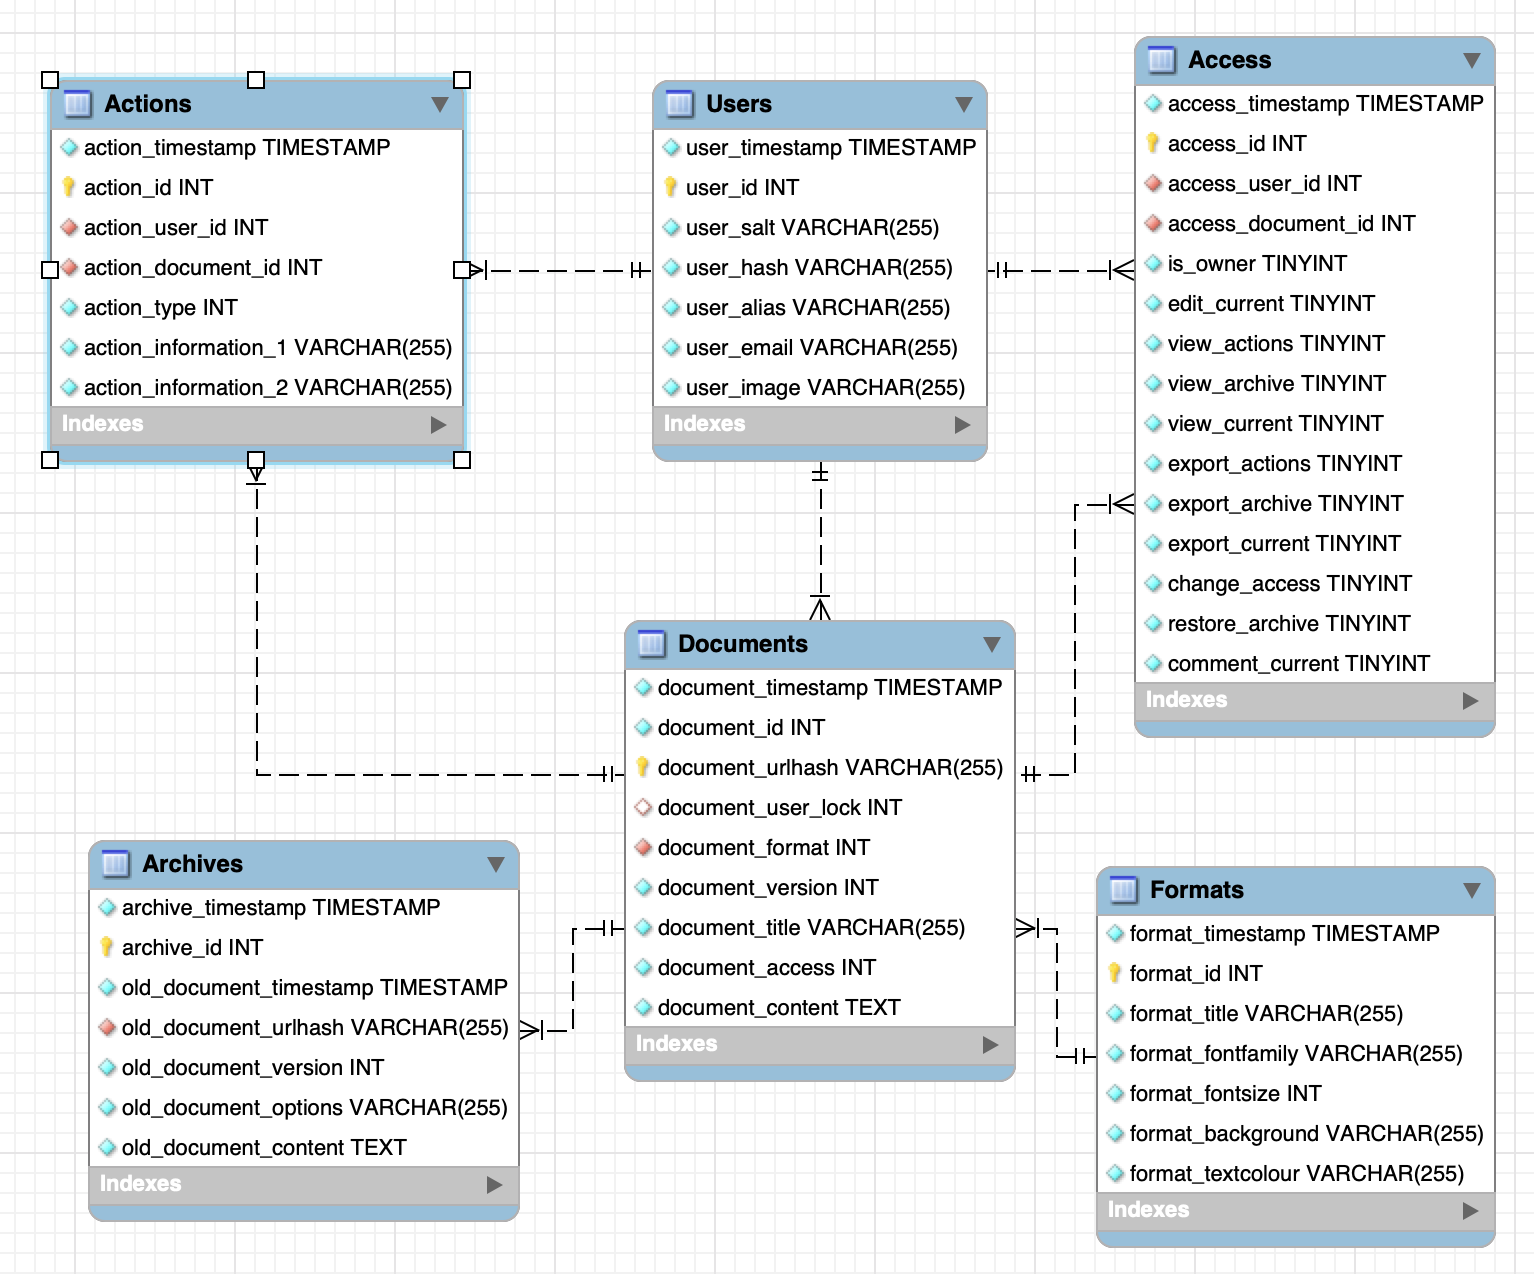 Actions
action_timestamp TIMESTAMP
action_id INT
action_user_id INT
action_document_id INT
action_type INT
action_information_1 VARCHAR(255)
action_information_2 VARCHAR(255)
Indexes
Users
user_timestamp TIMESTAMP
user_id INT
user_salt VARCHAR(255)
user_hash VARCHAR(255)
user_alias VARCHAR(255)
user_email VARCHAR(255)
user_image VARCHAR(255)
Indexes
Access
access_timestamp TIMESTAMP
access_id INT
access_user_id INT
access_document_id INT
is_owner TINYINT
edit_current TINYINT
view_actions TINYINT
view_archive TINYINT
view_current TINYINT
export_actions TINYINT
export_archive TINYINT
export_current TINYINT
change_access TINYINT
restore_archive TINYINT
comment_current TINYINT
Indexes
Documents
document_timestamp TIMESTAMP
document_id INT
document_urlhash VARCHAR(255)
document_user_lock INT
document_format INT
document_version INT
document_title VARCHAR(255)
document_access INT
document_content TEXT
Indexes
Archives
archive_timestamp TIMESTAMP
archive_id INT
old_document_timestamp TIMESTAMP
old_document_urlhash VARCHAR(255)
old_document_version INT
old_document_options VARCHAR(255)
old_document_content TEXT
Indexes
Formats
format_timestamp TIMESTAMP
format_id INT
format_title VARCHAR(255)
format_fontfamily VARCHAR(255)
format_fontsize INT
format_background VARCHAR(255)
format_textcolour VARCHAR(255)
Indexes